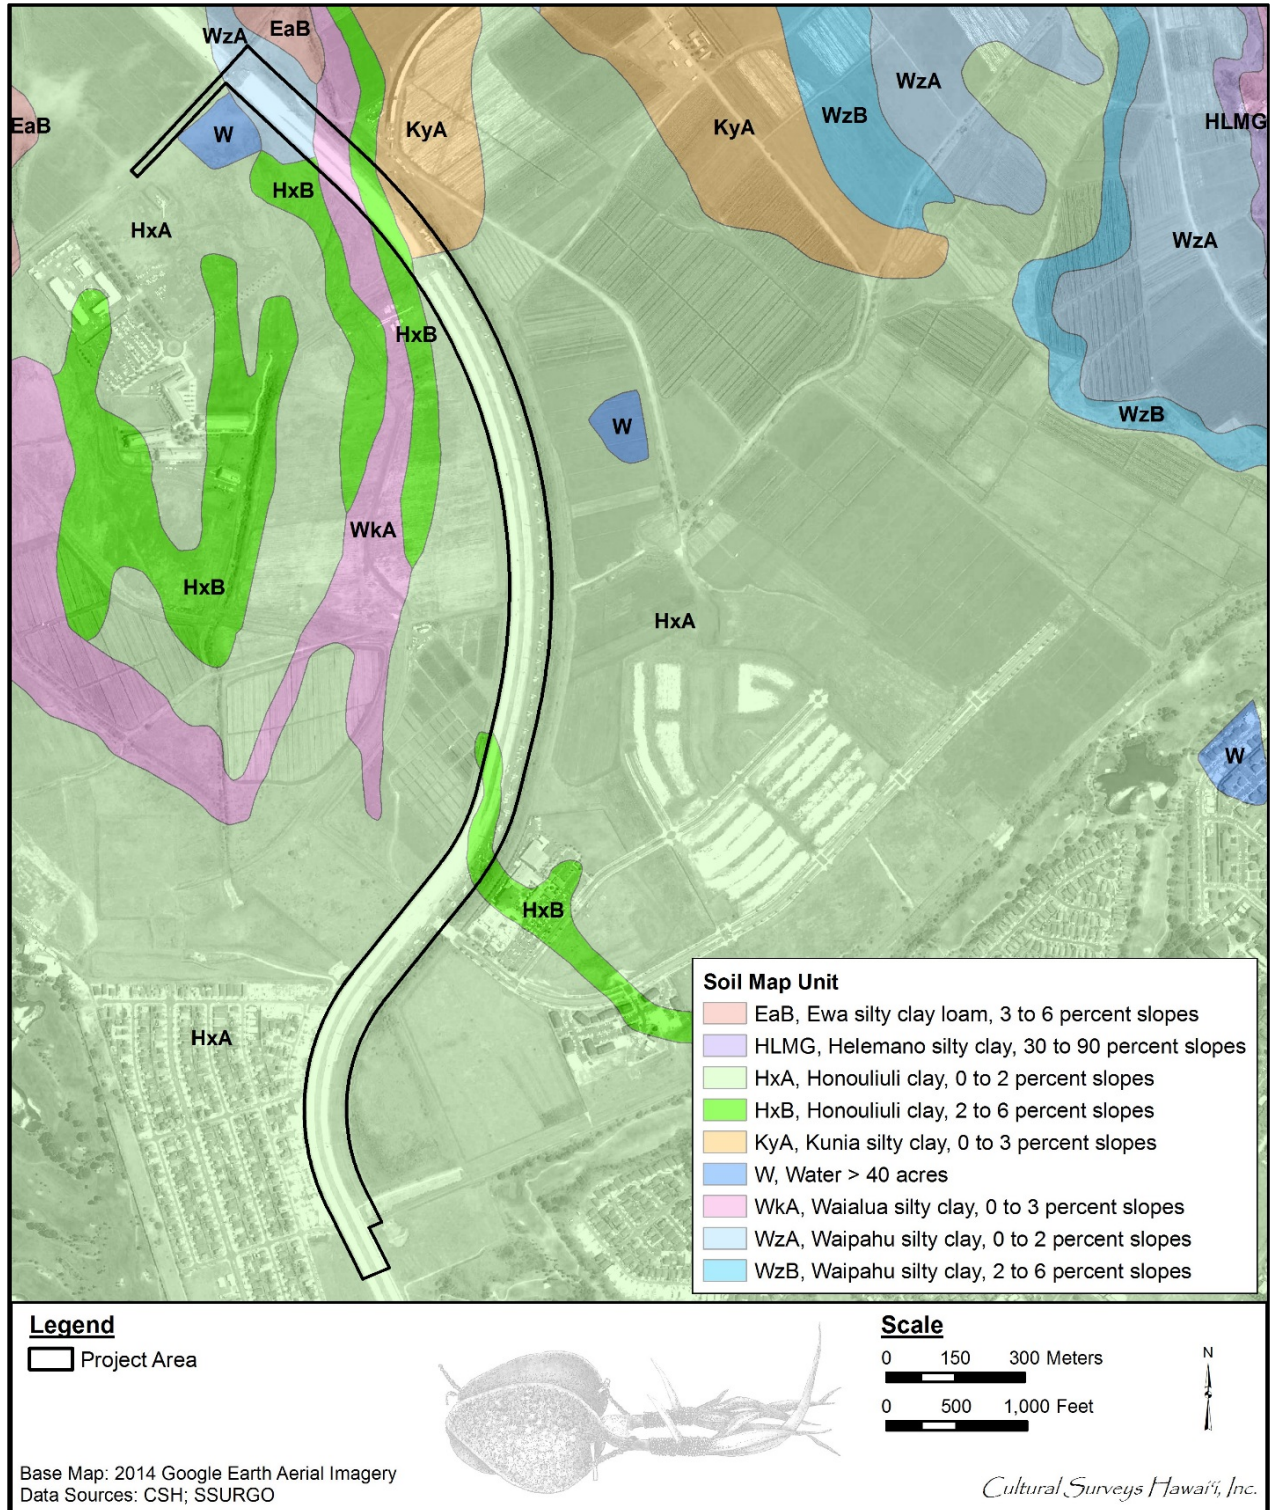 WzA
EaB
EaB
W
KyA
KyA
WzB
WzA
HLMG
HxB
HxA
WzA
HxB
W
WzB
WkA
HxB
HxA
W
HxB
HxA
Soil Map Unit
EaB, Ewa silty clay loam, 3 to 6 percent slopes
HLMG, Helemano silty clay, 30 to 90 percent slopes
HxA, Honouliuli clay, 0 to 2 percent slopes
HxB, Honouliuli clay, 2 to 6 percent slopes
KyA, Kunia silty clay, 0 to 3 percent slopes
W, Water > 40 acres
WkA, Waialua silty clay, 0 to 3 percent slopes
WzA, Waipahu silty clay, 0 to 2 percent slopes
WzB, Waipahu silty clay, 2 to 6 percent slopes
Legend
Project Area
Scale
0 150 300 Meters
0 500 1,000 Feet
N
Base Map: 2014 Google Earth Aerial Imagery
Data Sources: CSH; SSURGO
Cultural Surveys Hawai‘i, Inc.